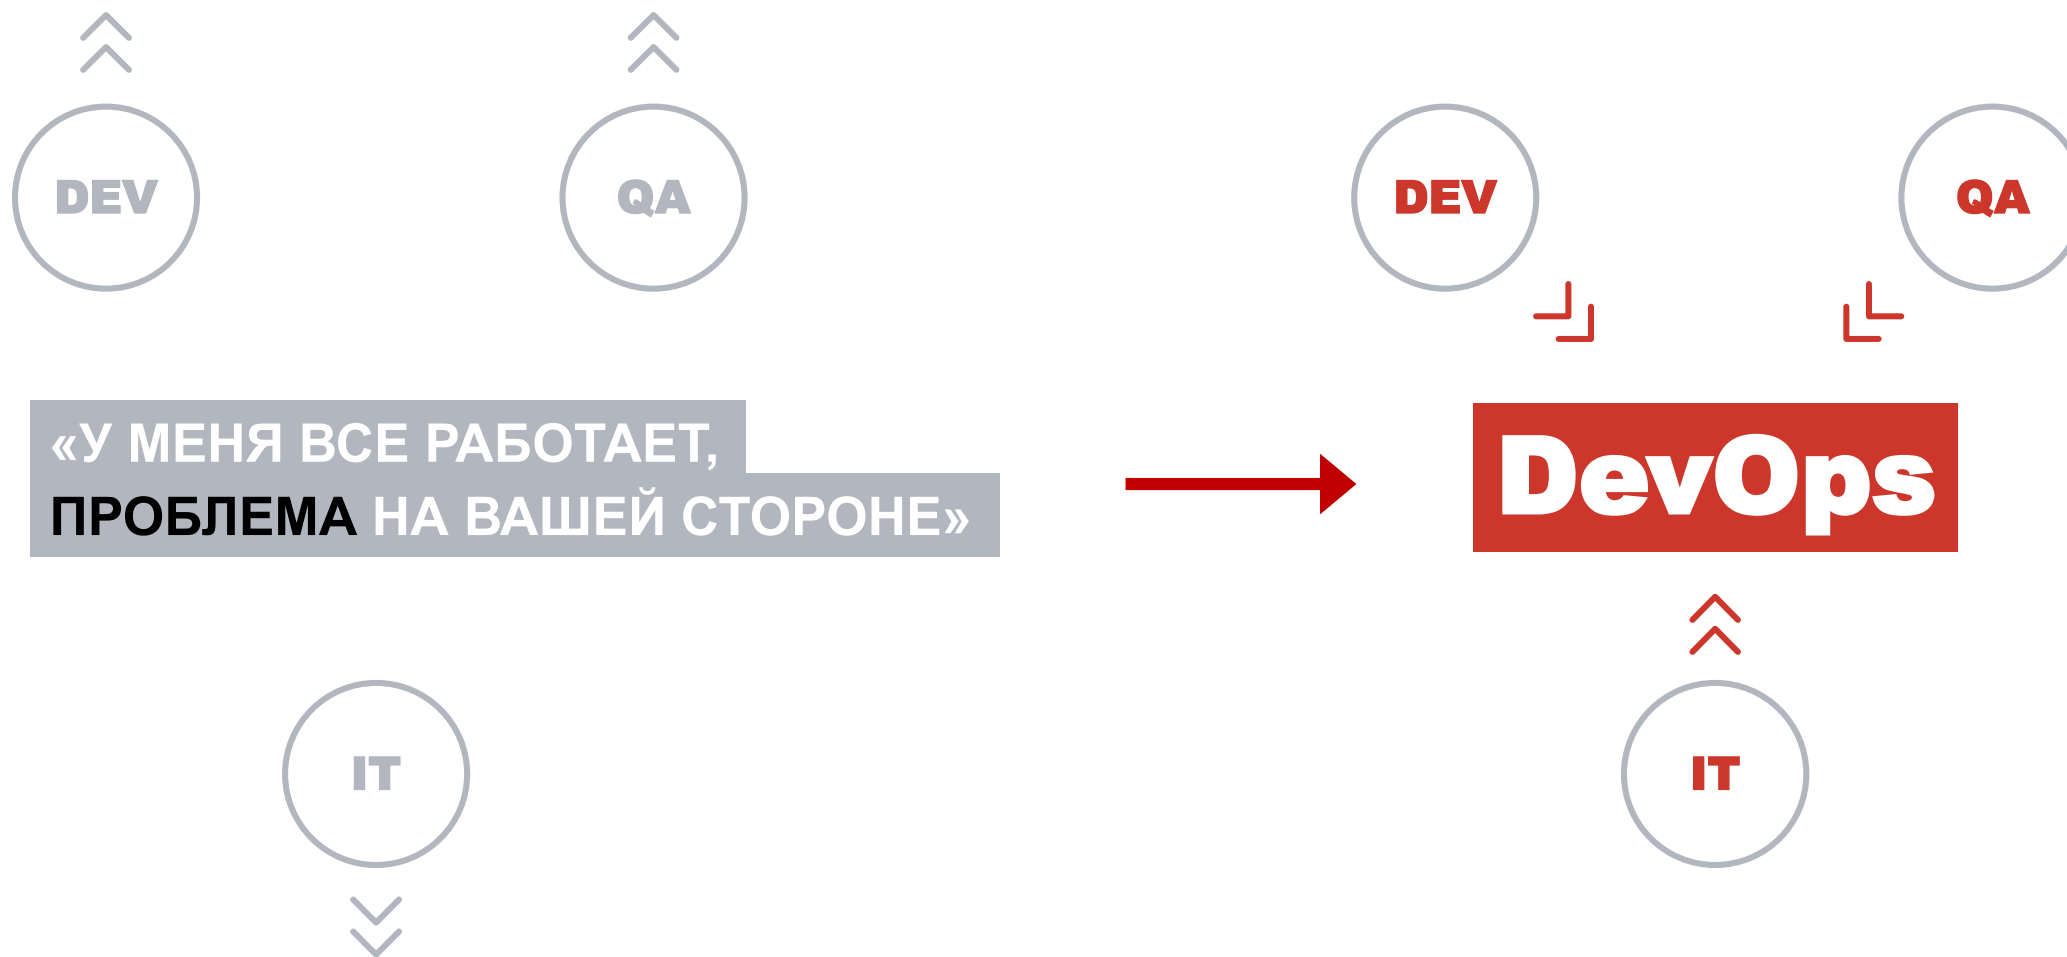 DEV
QA
«У МЕНЯ ВСЕ РАБОТАЕТ,
ПРОБЛЕМА НА ВАШЕЙ СТОРОНЕ»
IT
DEV
QA
DevOps
IT